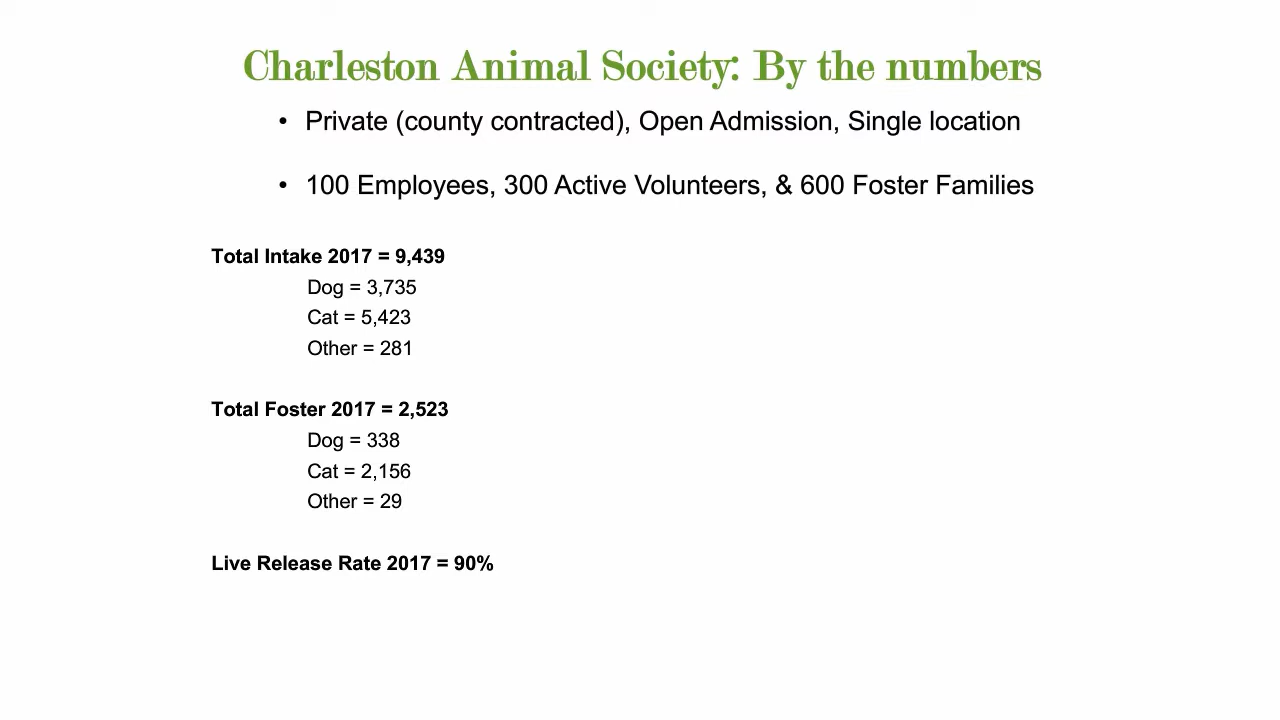 Charleston Animal Society: By the numbers
• Private (county contracted), Open Admission, Single location
• 100 Employees, 300 Active Volunteers, & 600 Foster Families
Total Intake 2017 = 9,439
Dog = 3,735
Cat = 5,423
Other = 281
Total Foster 2017 = 2,523
Dog = 338
Cat = 2,156
Other = 29
Live Release Rate 2017 = 90%